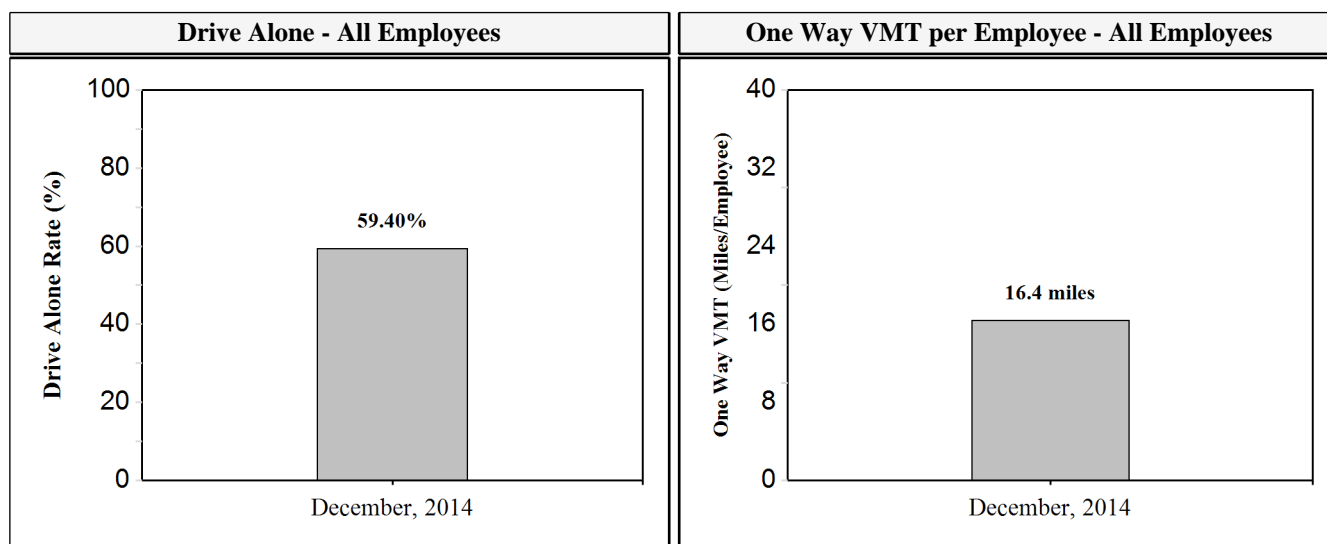 Drive Alone - All Employees
Drive Alone Rate (%)
100
80
60
40
20
0
59.40%
December, 2014
One Way VMT per Employee - All Employees
One Way VMT (Miles/Employee)
40
32
24
16
8
0
16.4 miles
December, 2014